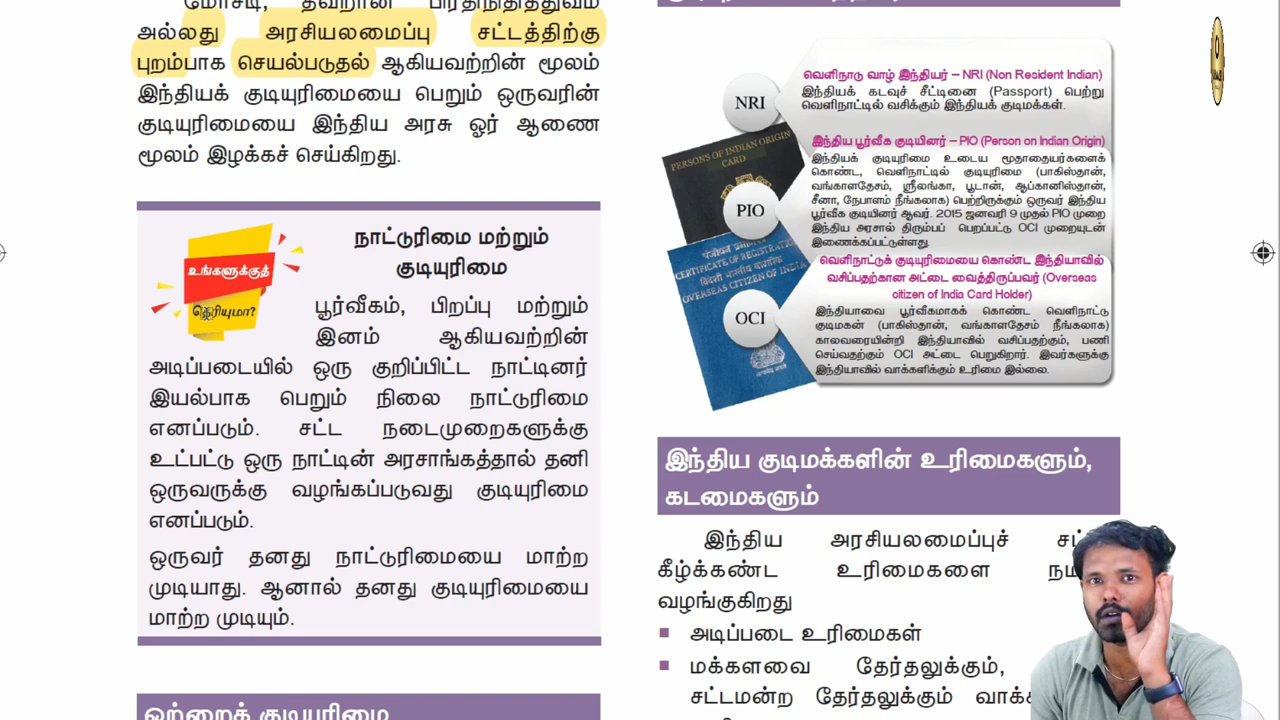 மோசடி, தவறான பிரதிநிதித்துவம்
அல்லது அரசியலமைப்பு சட்டத்திற்கு
புறம்பாக செயல்படுதல் ஆகியவற்றின் மூலம்
இந்தியக் குடியுரிமையை பெறும் ஒருவரின்
குடியுரிமையை இந்திய அரசு ஓர் ஆணை
மூலம் இழக்கச் செய்கிறது.
உங்களுக்குத்
தெரியுமா?
நாட்டுரிமை மற்றும்
குடியுரிமை
பூர்வீகம், பிறப்பு மற்றும்
இனம் ஆகியவற்றின்
அடிப்படையில் ஒரு குறிப்பிட்ட நாட்டினர்
இயல்பாக பெறும் நிலை நாட்டுரிமை
எனப்படும். சட்ட நடைமுறைகளுக்கு
உட்பட்டு ஒரு நாட்டின் அரசாங்கத்தால் தனி
ஒருவருக்கு வழங்கப்படுவது குடியுரிமை
எனப்படும்.
ஒருவர் தனது நாட்டுரிமையை மாற்ற
முடியாது. ஆனால் தனது குடியுரிமையை
மாற்ற முடியும்.
ஒற்றைக் குடியுரிமை
NRI
வெளிநாடு வாழ் இந்தியர் – NRI (Non Resident Indian)
இந்தியக் கடவுச் சீட்டினை (Passport) பெற்று
வெளிநாட்டில் வசிக்கும் இந்தியக் குடிமக்கள்.
PERSONS OF INDIAN ORIGIN
CARD
PIO
இந்திய பூர்வீக குடியினர் – PIO (Person on Indian Origin)
இந்தியக் குடியுரிமை உடைய மூதாதையர்களைக்
கொண்ட, வெளிநாட்டில் குடியுரிமை (பாகிஸ்தான்,
வங்காளதேசம், ஸ்ரீலங்கா, பூடான், ஆப்கானிஸ்தான்,
சீனா, நேபாளம் நீங்கலாக) பெற்றிருக்கும் ஒருவர் இந்திய
பூர்வீக குடியினர் ஆவர். 2015 ஜனவரி 9 முதல் PIO முறை
இந்திய அரசால் திரும்பப் பெறப்பட்டு OCI முறையுடன்
இணைக்கப்பட்டுள்ளது.
CERTIFICATE OF REGISTRATION
OVERSEAS CITIZEN OF INDIA
OCI
வெளிநாட்டுக் குடியுரிமையை கொண்ட இந்தியாவில்
வசிப்பதற்கான அட்டை வைத்திருப்பவர் (Overseas
citizen of India Card Holder)
இந்தியாவை பூர்வீகமாகக் கொண்ட வெளிநாட்டு
குடிமகன் (பாகிஸ்தான், வங்காளதேசம் நீங்கலாக)
காலவரையின்றி இந்தியாவில் வசிப்பதற்கும், பணி
செய்வதற்கும் OCI அட்டை பெறுகிறார். இவர்களுக்கு
இந்தியாவில் வாக்களிக்கும் உரிமை இல்லை.
இந்திய குடிமக்களின் உரிமைகளும்,
கடமைகளும்
இந்திய அரசியலமைப்புச்
கீழ்க்கண்ட உரிமைகளை
வழங்குகிறது
அடிப்படை உரிமைகள்
மக்களவை தேர்தலுக்கும்,
சட்டமன்ற தேர்தலுக்கும்